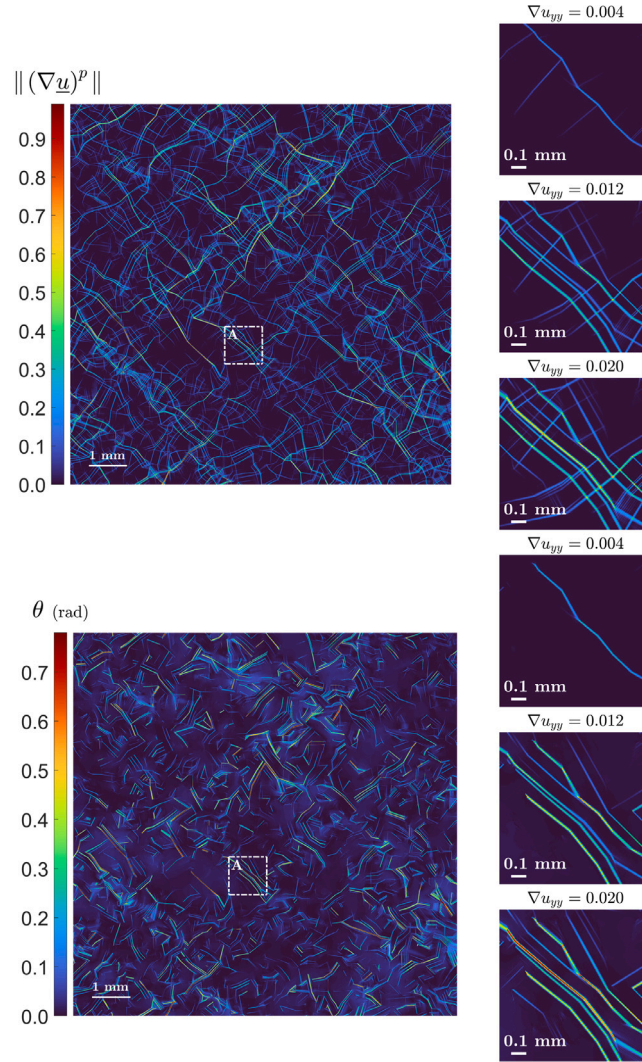 ∇u_yy = 0.004
‖ (∇u)^p ‖
0.9
0.8
0.7
0.6
0.5
0.4
0.3
0.2
0.1
0.0
A
1 mm
0.1 mm
∇u_yy = 0.012
0.1 mm
∇u_yy = 0.020
0.1 mm
∇u_yy = 0.004
0.1 mm
θ (rad)
0.7
0.6
0.5
0.4
0.3
0.2
0.1
0.0
A
1 mm
∇u_yy = 0.012
0.1 mm
∇u_yy = 0.020
0.1 mm